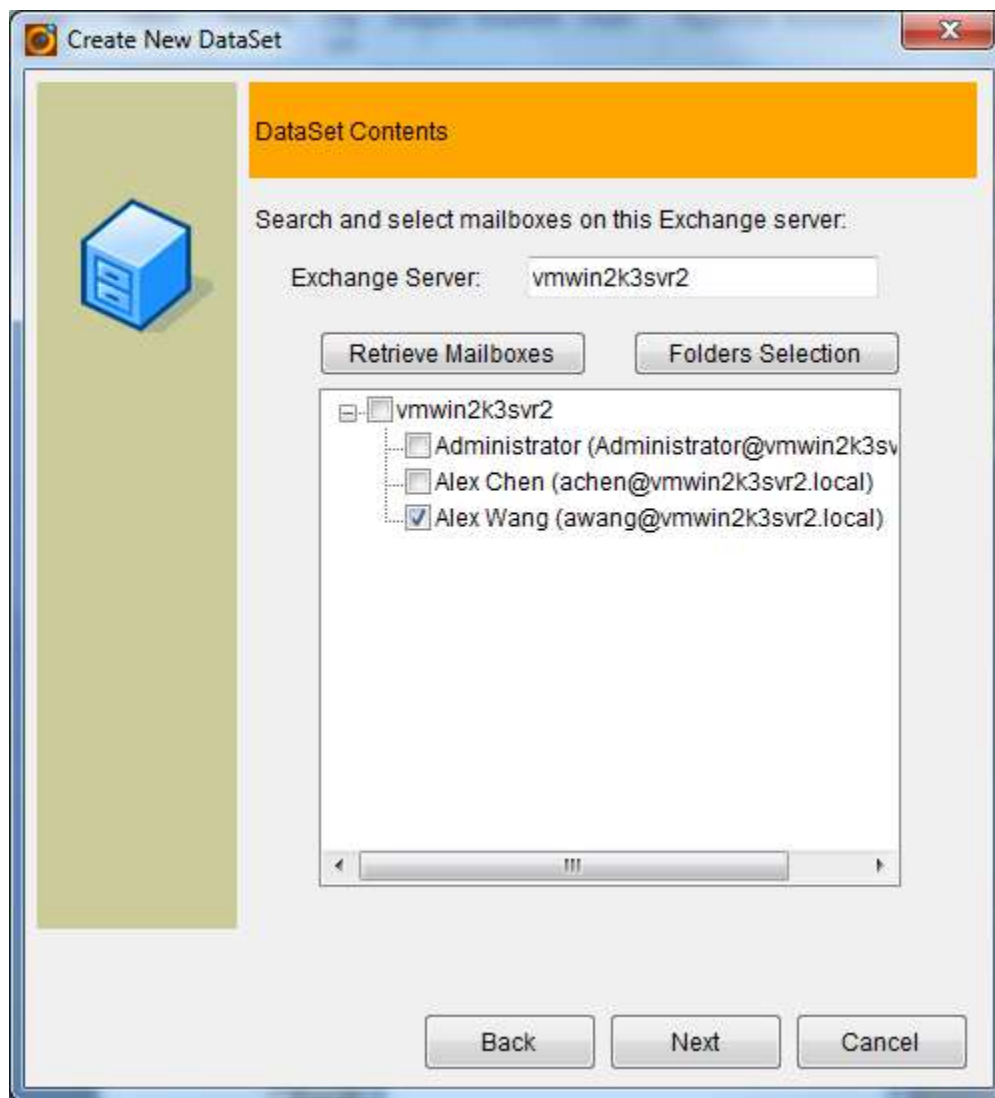 Create New DataSet
DataSet Contents
Search and select mailboxes on this Exchange server:
Exchange Server: vmwin2k3svr2
Retrieve Mailboxes Folders Selection
vmwin2k3svr2
Administrator (Administrator@vmwin2k3sv
Alex Chen (achen@vmwin2k3svr2.local)
Alex Wang (awang@vmwin2k3svr2.local)
Back Next Cancel